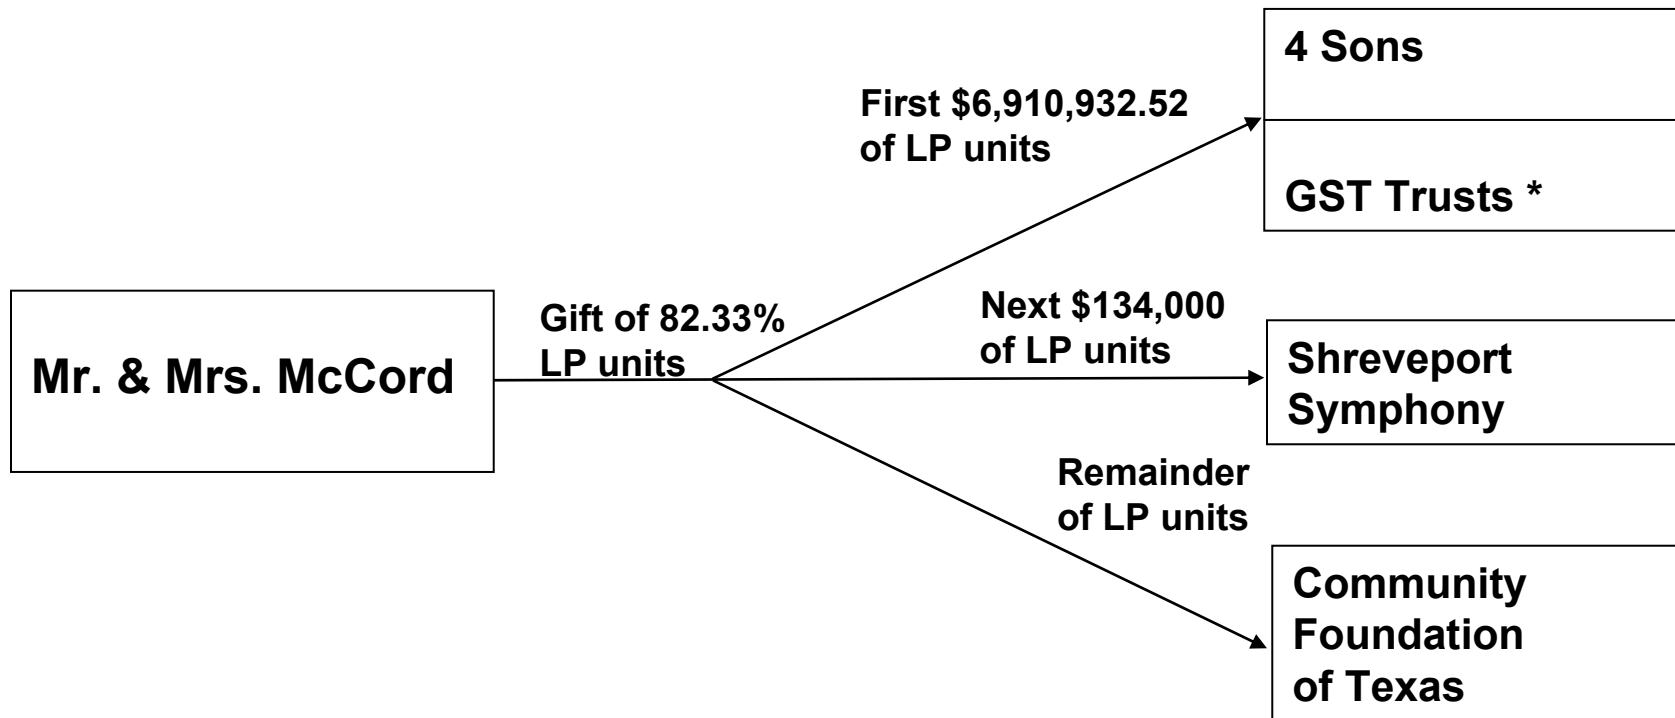 Mr. & Mrs. McCord
Gift of 82.33%
LP units
First $6,910,932.52
of LP units
4 Sons
GST Trusts *
Next $134,000
of LP units
Shreveport
Symphony
Remainder
of LP units
Community
Foundation
of Texas